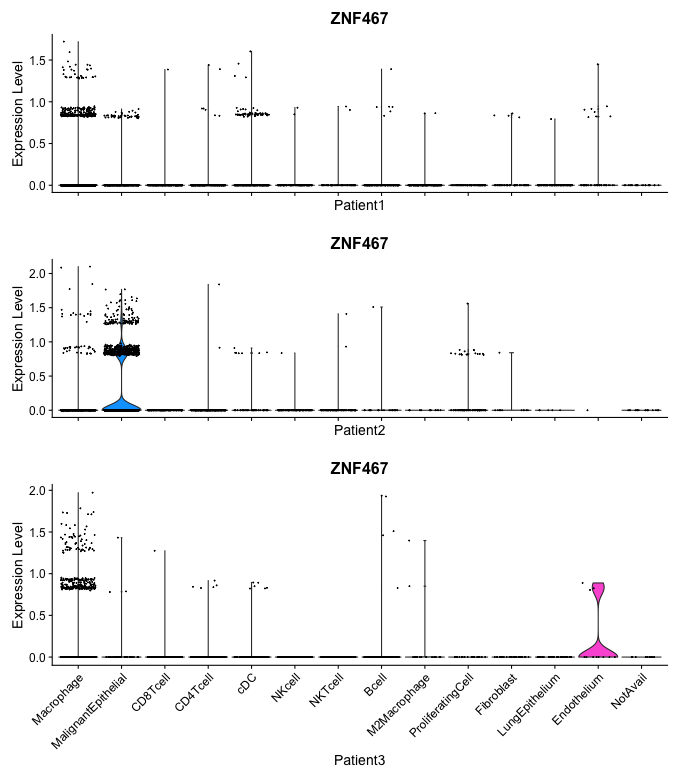 ZNF467
Expression Level
1.5
1.0
0.5
0.0
Patient1
ZNF467
Expression Level
2.0
1.5
1.0
0.5
0.0
Patient2
ZNF467
Expression Level
2.0
1.5
1.0
0.5
0.0
Macrophage
MalignantEpithelial
CD8Tcell
CD4Tcell
cDC
NKcell
NKTcell
Bcell
M2Macrophage
ProliferatingCell
Fibroblast
LungEpithelium
Endothelium
NotAvail
Patient3